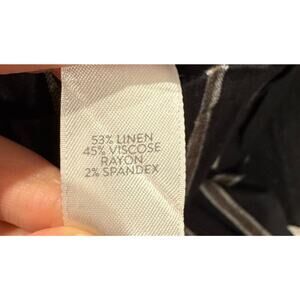 53% LINEN
45% VISCOSE
RAYON
2% SPANDEX